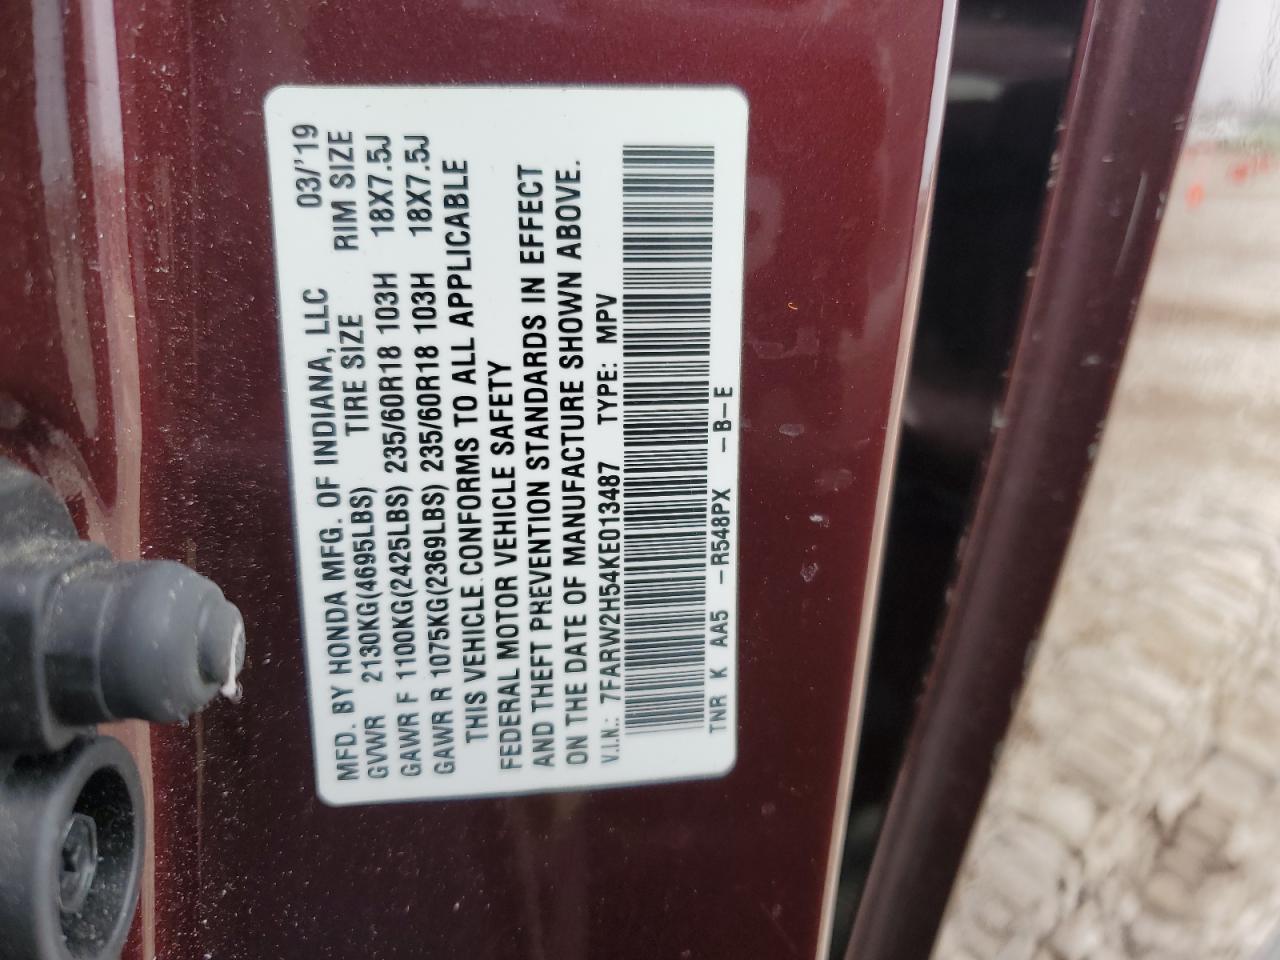 MFD. BY HONDA MFG. OF INDIANA, LLC 03/'19
GVWR 2130KG(4695LBS) TIRE SIZE RIM SIZE
GAWR F 1100KG(2425LBS) 235/60R18 103H 18X7.5J
GAWR R 1075KG(2369LBS) 235/60R18 103H 18X7.5J
THIS VEHICLE CONFORMS TO ALL APPLICABLE
FEDERAL MOTOR VEHICLE SAFETY
AND THEFT PREVENTION STANDARDS IN EFFECT
ON THE DATE OF MANUFACTURE SHOWN ABOVE.
V.I.N.: 7FARW2H54KE013487 TYPE: MPV
TNR K AA5 -R548PX -B-E